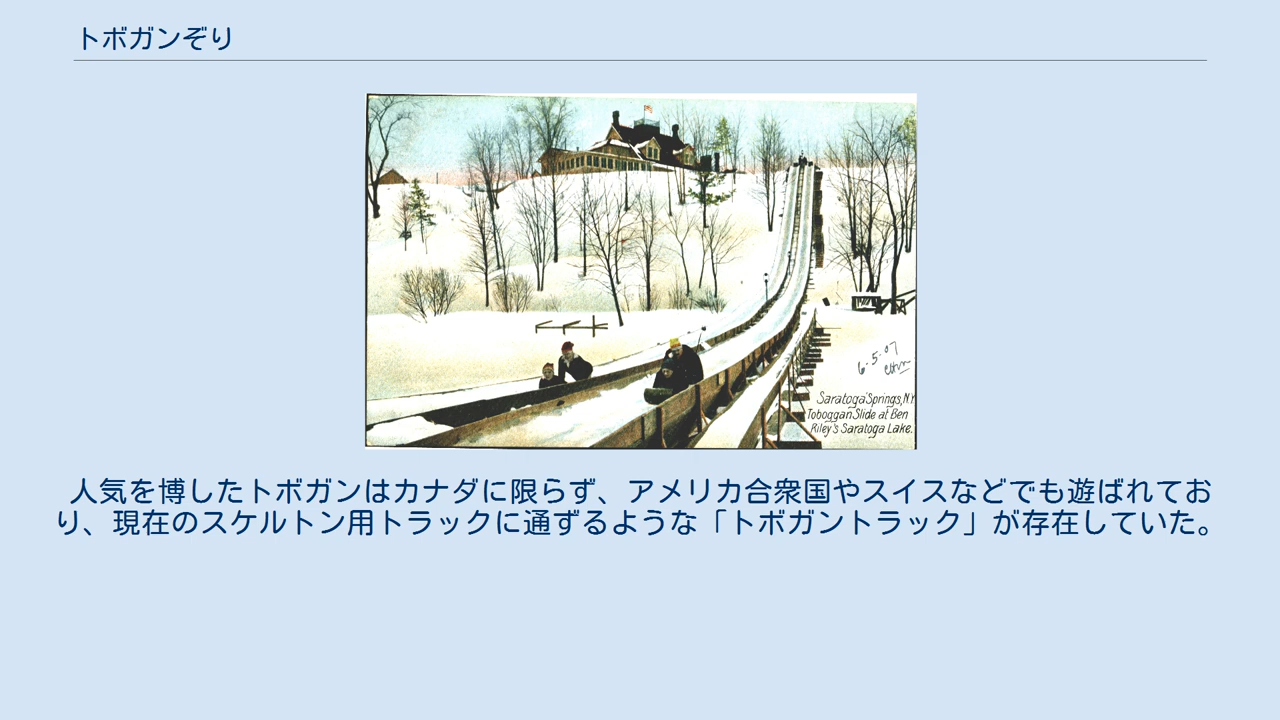 トボガンぞり
6-5-07
Saratoga Springs, N.Y.
Toboggan Slide at Ben
Riley's Saratoga Lake.
人気を博したトボガンはカナダに限らず、アメリカ合衆国やスイスなどでも遊ばれてお
り、現在のスケルトン用トラックに通ずるような「トボガントラック」が存在していた。